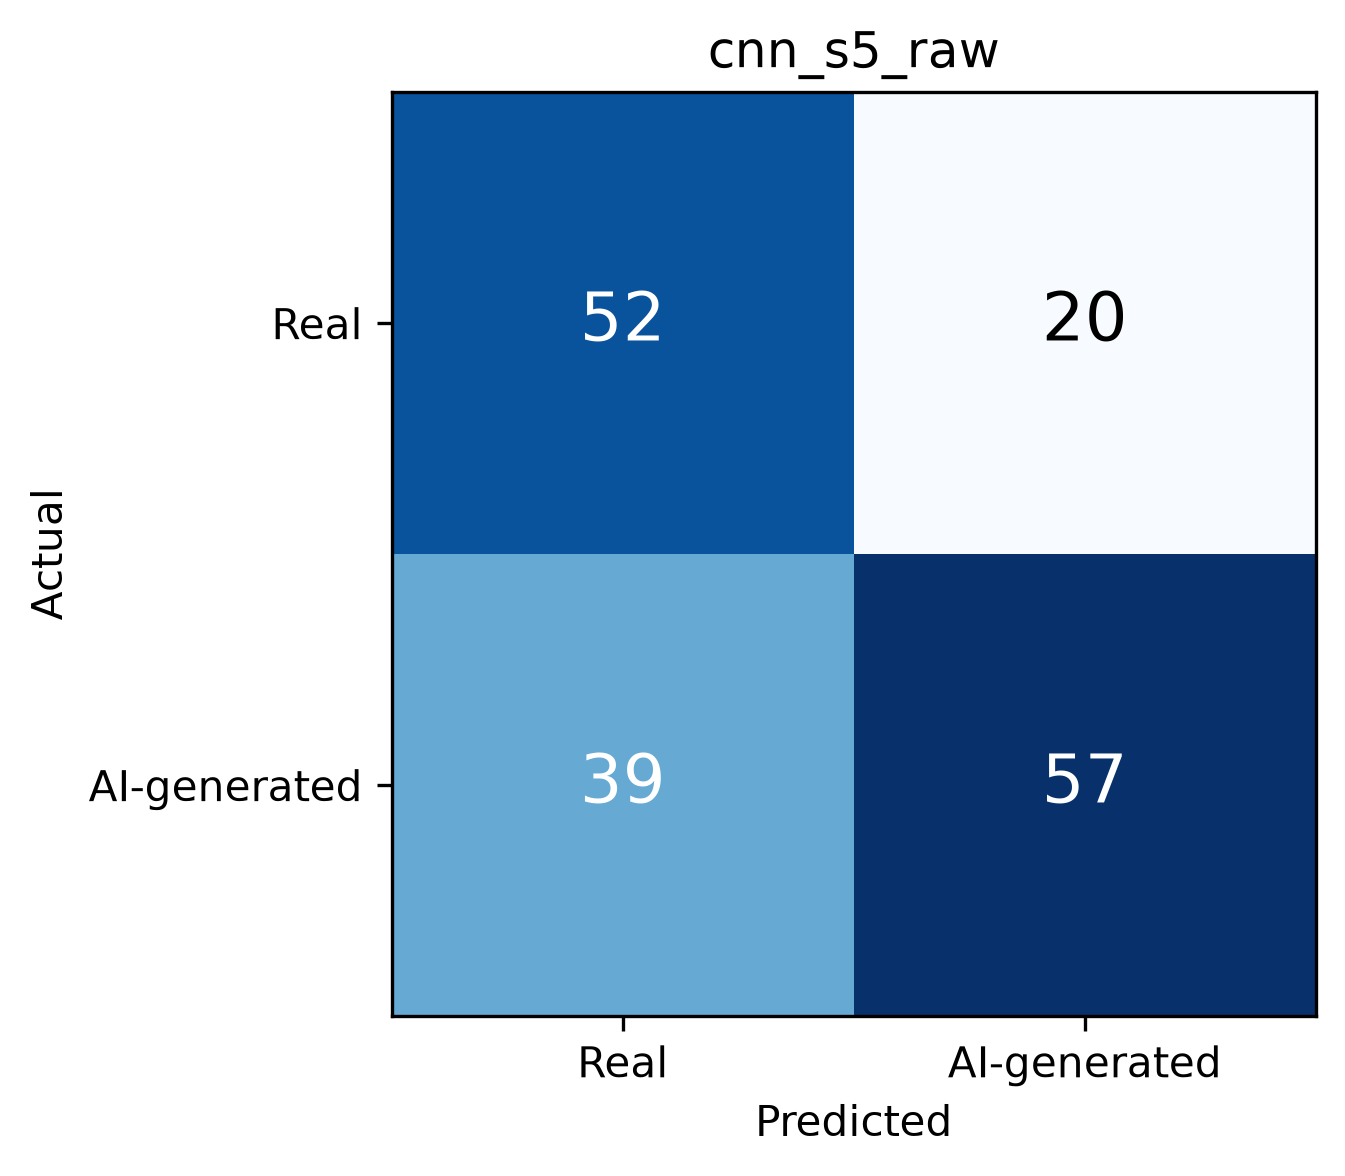 cnn_s5_raw
Real
52
20
Actual
AI-generated
39
57
Real
AI-generated
Predicted